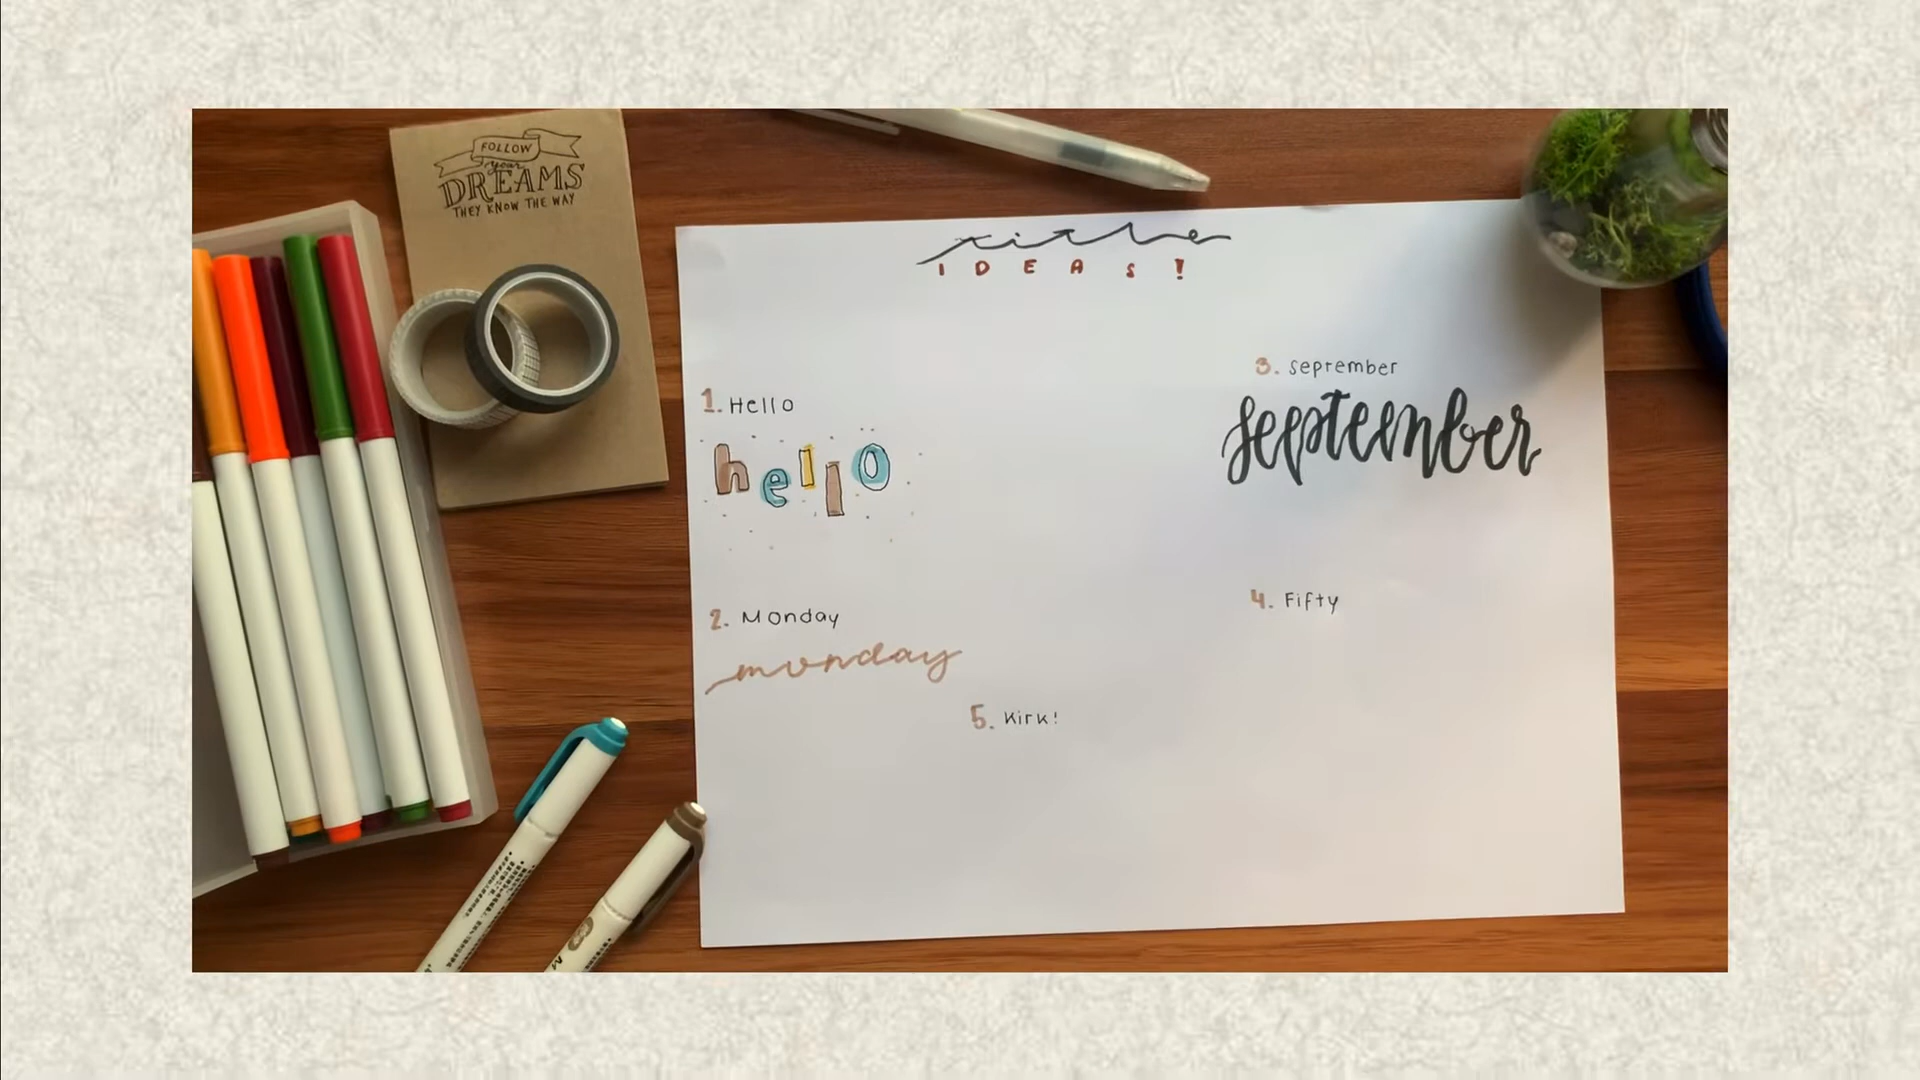 FOLLOW
your
DREAMS
THEY KNOW THE WAY
title
IDEAS!
1. Hello
hello
2. Monday
monday
3. september
september
4. Fifty
5. Kirk!